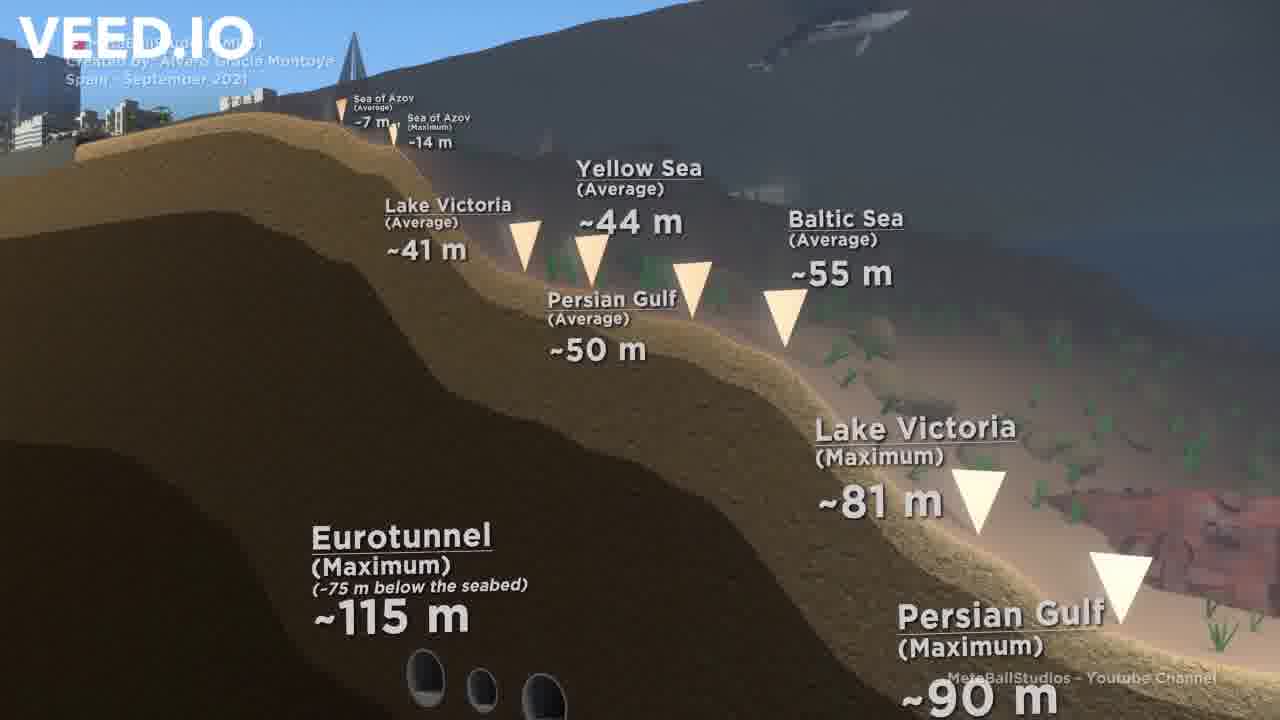 VEED.IO
Created by: Alvaro Gracia Montoya
Spain - September 2021
Sea of Azov
(Average)
~7 m
Sea of Azov
(Maximum)
~14 m
Yellow Sea
(Average)
~44 m
Lake Victoria
(Average)
~41 m
Baltic Sea
(Average)
~55 m
Persian Gulf
(Average)
~50 m
Lake Victoria
(Maximum)
~81 m
Eurotunnel
(Maximum)
(~75 m below the seabed)
~115 m
Persian Gulf
(Maximum)
~90 m
MetaBallStudios - Youtube Channel